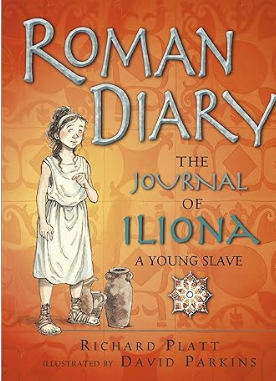 ROMAN
DIARY
THE
JOURNAL
OF
ILIONA
A YOUNG SLAVE
RICHARD PLATT
ILLUSTRATED BY DAVID PARKINS